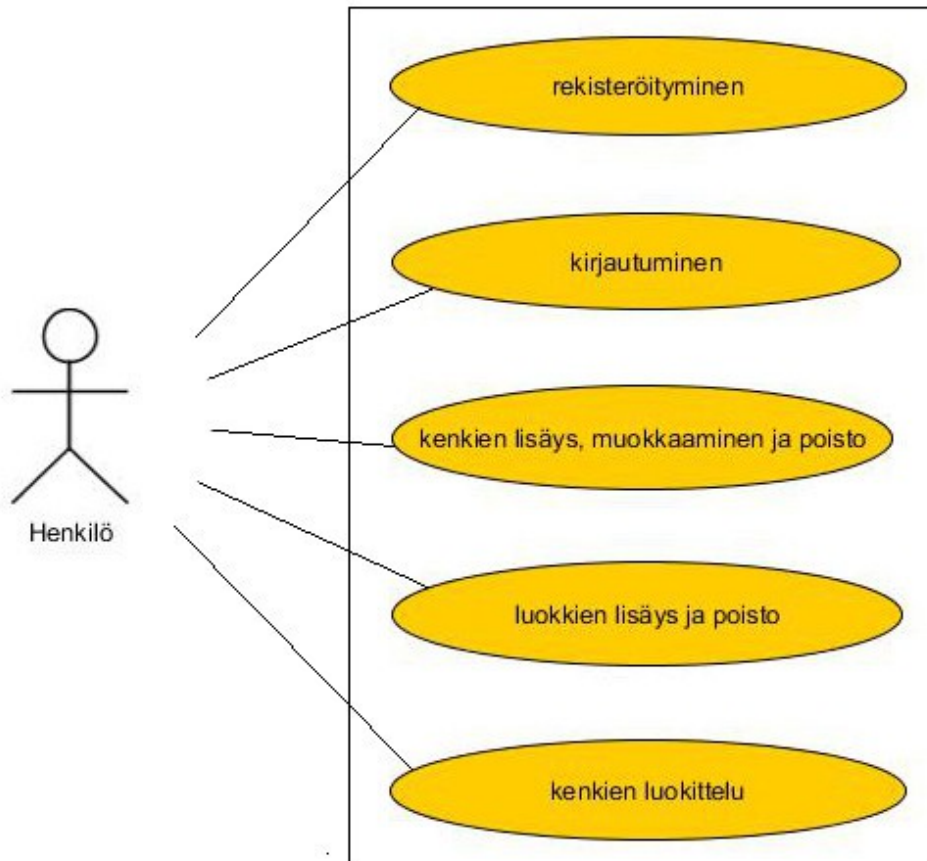 rekisteröityminen
kirjautuminen
kenkien lisäys, muokkaaminen ja poisto
Henkilö
luokkien lisäys ja poisto
kenkien luokittelu